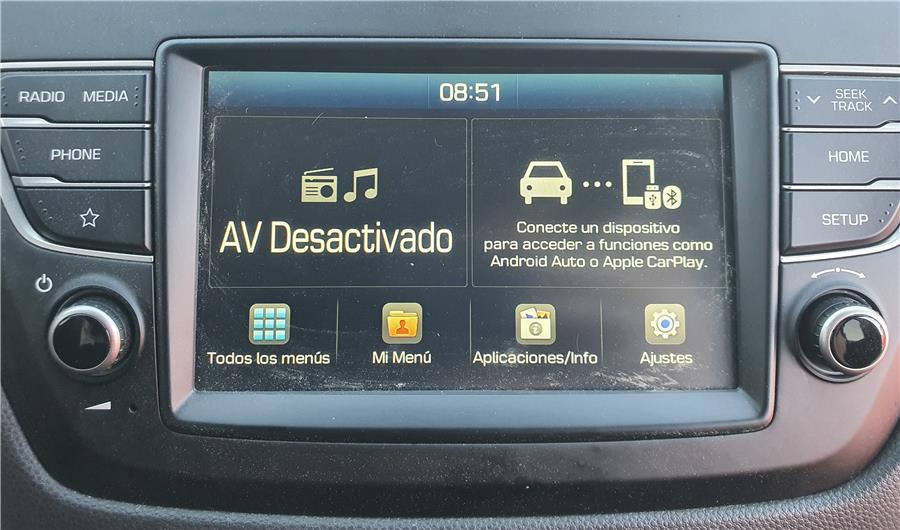 08:51
RADIO MEDIA
PHONE
SEEK
TRACK
HOME
SETUP
AV Desactivado
Conecte un dispositivo
para acceder a funciones como
Android Auto o Apple CarPlay.
Todos los menús
Mi Menú
Aplicaciones/Info
Ajustes